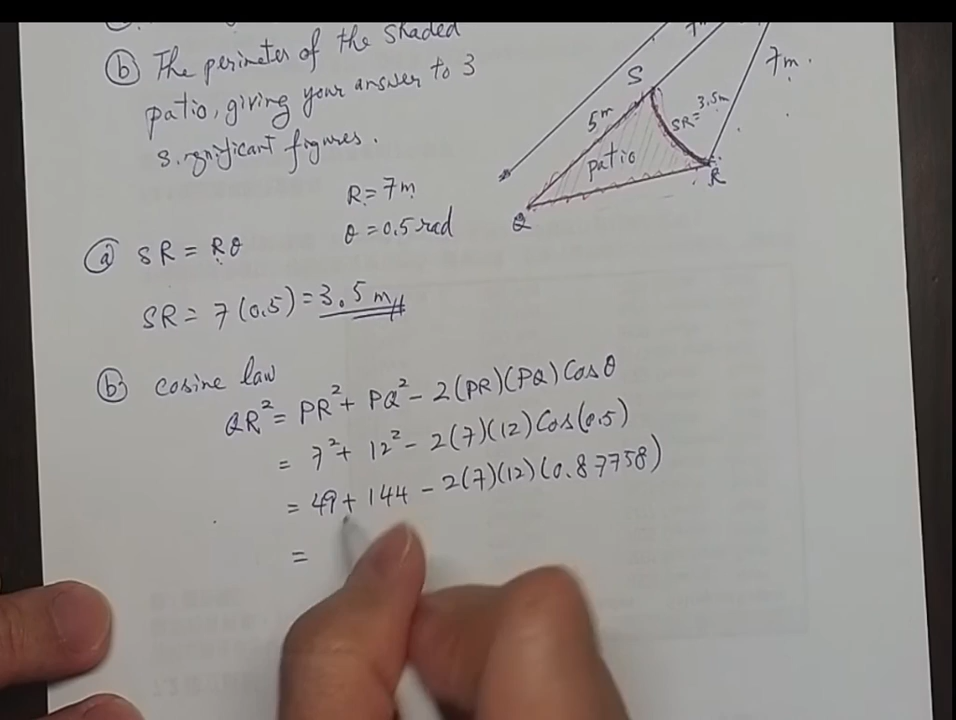 ⓑ The perimeter of the shaded
patio, giving your answer to 3
significant figures.
7m
7m.
S
5m
SR=3.5m
patio
R
Q
R = 7m
θ = 0.5 rad
ⓐ SR = Rθ
SR = 7(0.5) = 3.5 m
ⓑ cosine law
QR² = PR² + PQ² - 2(PR)(PQ) Cos θ
= 7² + 12² - 2(7)(12) Cos(0.5)
= 49 + 144 - 2(7)(12)(0.87758)
=